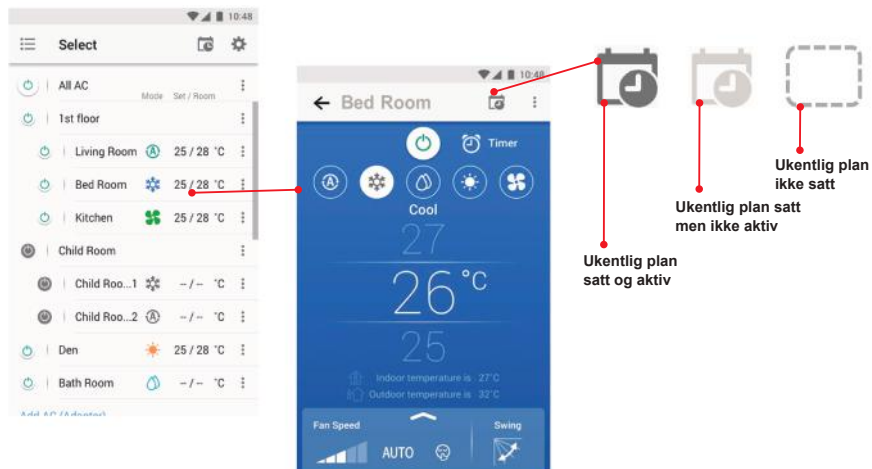 10:48
Select
All AC
Mode Set / Room
1st floor
Living Room 25 / 28 °C
Bed Room 25 / 28 °C
Kitchen 25 / 28 °C
Child Room
Child Roo...1 -- / -- °C
Child Roo...2 -- / -- °C
Den 25 / 28 °C
Bath Room -- / -- °C
Add AC (Adapter)
10:48
Bed Room
Timer
Cool
27
26 °C
25
Indoor temperature is 27°C
Outdoor temperature is 32°C
Fan Speed Swing
AUTO
Ukentlig plan
satt og aktiv
Ukentlig plan satt
men ikke aktiv
Ukentlig plan
ikke satt